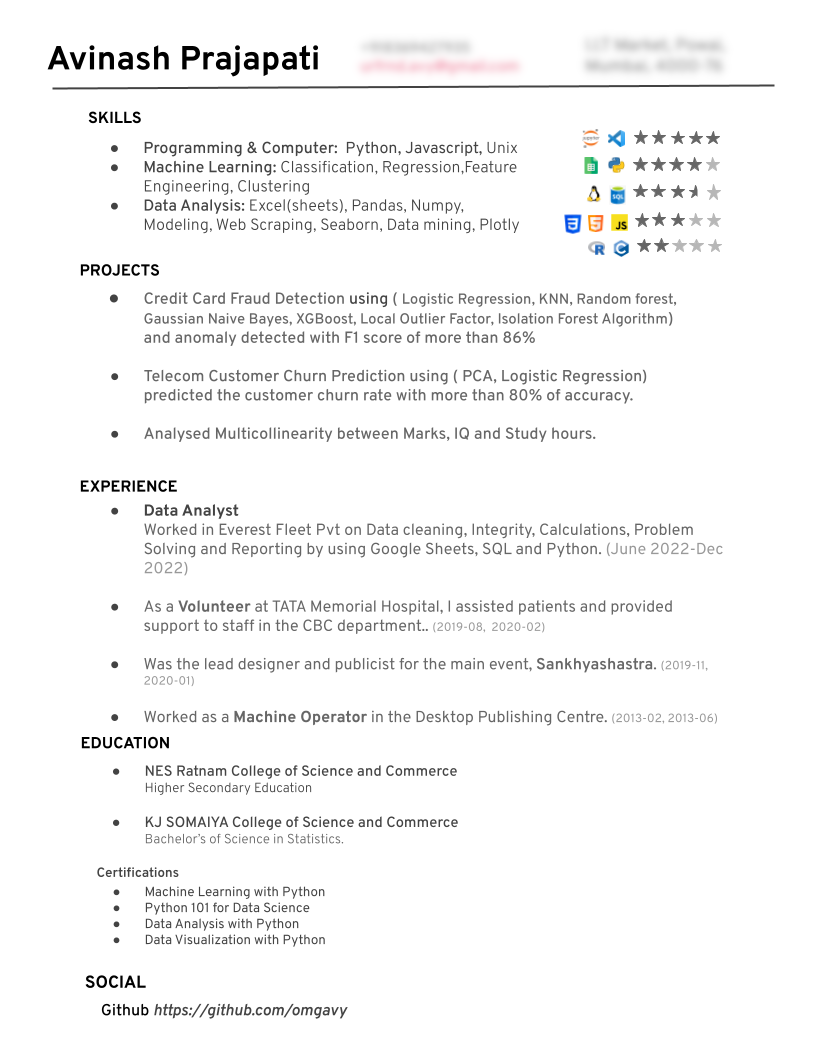 Avinash Prajapati
SKILLS
● Programming & Computer: Python, Javascript, Unix
● Machine Learning: Classification, Regression,Feature
Engineering, Clustering
● Data Analysis: Excel(sheets), Pandas, Numpy,
Modeling, Web Scraping, Seaborn, Data mining, Plotly
SQL
JS
R
C
PROJECTS
● Credit Card Fraud Detection using ( Logistic Regression, KNN, Random forest,
Gaussian Naive Bayes, XGBoost, Local Outlier Factor, Isolation Forest Algorithm)
and anomaly detected with F1 score of more than 86%
● Telecom Customer Churn Prediction using ( PCA, Logistic Regression)
predicted the customer churn rate with more than 80% of accuracy.
● Analysed Multicollinearity between Marks, IQ and Study hours.
EXPERIENCE
● Data Analyst
Worked in Everest Fleet Pvt on Data cleaning, Integrity, Calculations, Problem
Solving and Reporting by using Google Sheets, SQL and Python. (June 2022-Dec
2022)
● As a Volunteer at TATA Memorial Hospital, I assisted patients and provided
support to staff in the CBC department.. (2019-08, 2020-02)
● Was the lead designer and publicist for the main event, Sankhyashastra. (2019-11,
2020-01)
● Worked as a Machine Operator in the Desktop Publishing Centre. (2013-02, 2013-06)
EDUCATION
● NES Ratnam College of Science and Commerce
Higher Secondary Education
● KJ SOMAIYA College of Science and Commerce
Bachelor's of Science in Statistics.
Certifications
● Machine Learning with Python
● Python 101 for Data Science
● Data Analysis with Python
● Data Visualization with Python
SOCIAL
Github https://github.com/omgavy